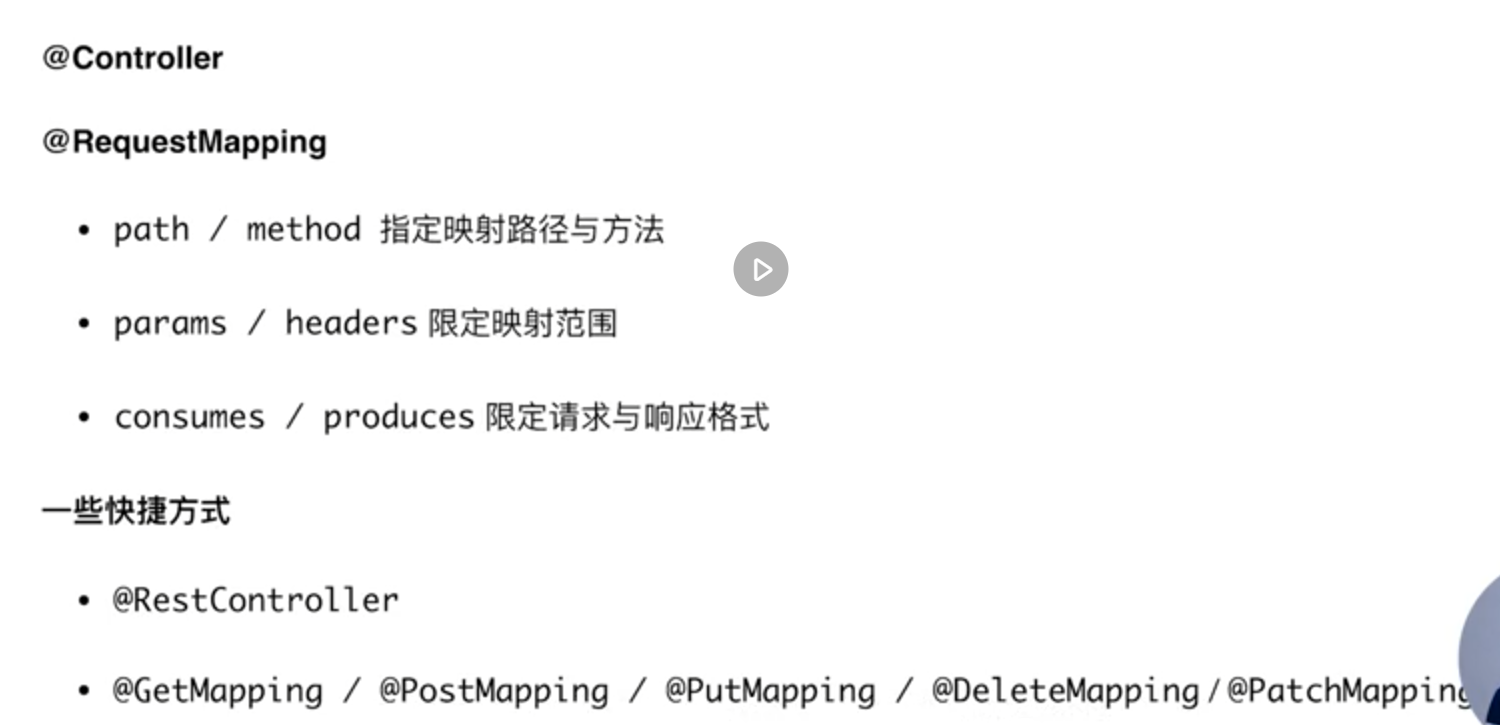 @Controller
@RequestMapping
• path / method 指定映射路径与方法
• params / headers 限定映射范围
• consumes / produces 限定请求与响应格式
一些快捷方式
• @RestController
• @GetMapping / @PostMapping / @PutMapping / @DeleteMapping/@PatchMapping